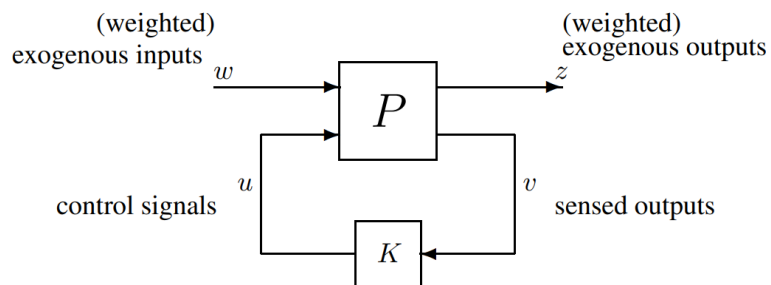 (weighted)
exogenous inputs
w
(weighted)
exogenous outputs
z
P
u
v
control signals
sensed outputs
K